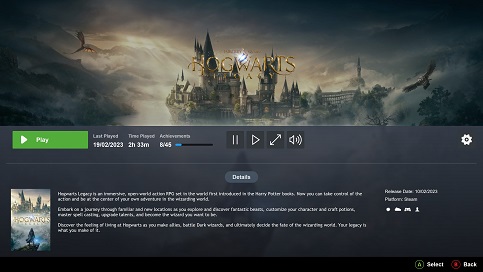 HOGWARTS
LEGACY
Play
Last Played
19/02/2023
Time Played
2h 33m
Achievements
8/45
Details
Hogwarts Legacy is an immersive, open-world action RPG set in the world first introduced in the Harry Potter books. Now you can take control of the
action and be at the center of your own adventure in the wizarding world.
Embark on a journey through familiar and new locations as you explore and discover fantastic beasts, customize your character and craft potions,
master spell casting, upgrade talents, and become the wizard you want to be.
Discover the feeling of living at Hogwarts as you make allies, battle Dark wizards, and ultimately decide the fate of the wizarding world. Your legacy is
what you make of it.
Release Date: 10/02/2023
Platform: Steam
A Select
B Back